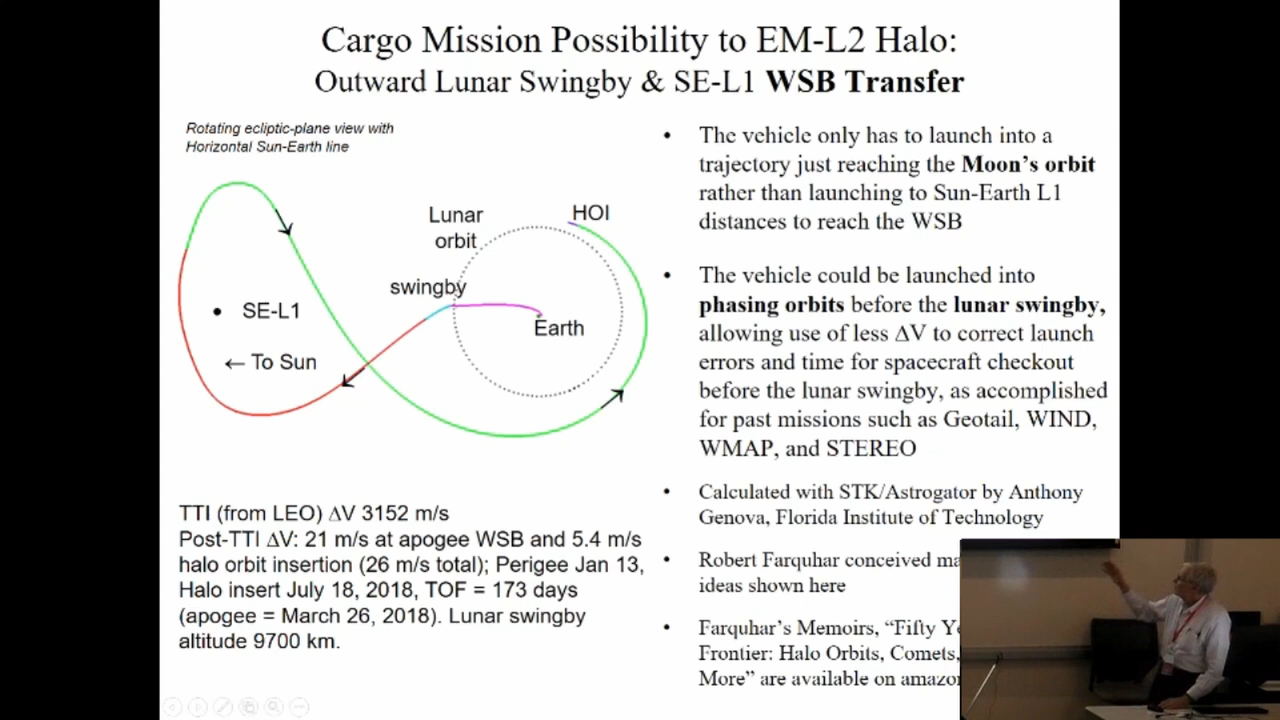 Cargo Mission Possibility to EM-L2 Halo:
Outward Lunar Swingby & SE-L1 WSB Transfer
Rotating ecliptic-plane view with
Horizontal Sun-Earth line
Lunar
orbit
HOI
swingby
SE-L1
Earth
← To Sun
TTI (from LEO) ΔV 3152 m/s
Post-TTI ΔV: 21 m/s at apogee WSB and 5.4 m/s
halo orbit insertion (26 m/s total); Perigee Jan 13,
Halo insert July 18, 2018, TOF = 173 days
(apogee = March 26, 2018). Lunar swingby
altitude 9700 km.
• The vehicle only has to launch into a
trajectory just reaching the Moon's orbit
rather than launching to Sun-Earth L1
distances to reach the WSB
• The vehicle could be launched into
phasing orbits before the lunar swingby,
allowing use of less ΔV to correct launch
errors and time for spacecraft checkout
before the lunar swingby, as accomplished
for past missions such as Geotail, WIND,
WMAP, and STEREO
• Calculated with STK/Astrogator by Anthony
Genova, Florida Institute of Technology
• Robert Farquhar conceived
ideas shown here
• Farquhar's Memoirs, "Fifty
Frontier: Halo Orbits, Comets,
More" are available on